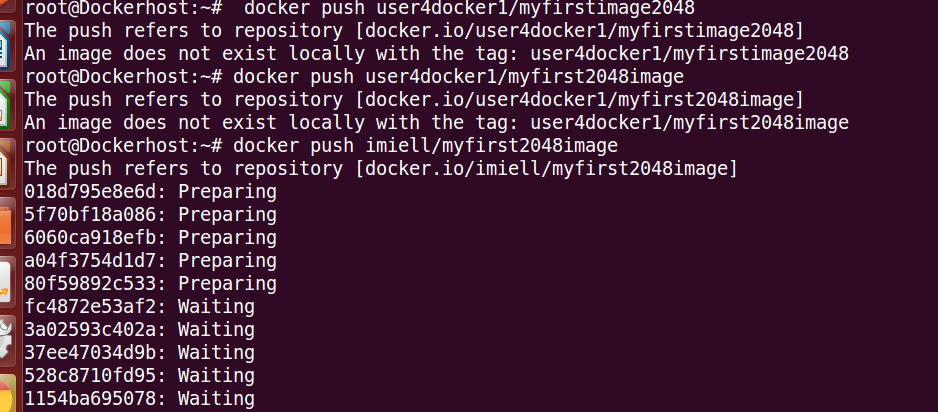 root@Dockerhost:~#  docker push user4docker1/myfirstimage2048
The push refers to repository [docker.io/user4docker1/myfirstimage2048]
An image does not exist locally with the tag: user4docker1/myfirstimage2048
root@Dockerhost:~# docker push user4docker1/myfirst2048image
The push refers to repository [docker.io/user4docker1/myfirst2048image]
An image does not exist locally with the tag: user4docker1/myfirst2048image
root@Dockerhost:~# docker push imiell/myfirst2048image
The push refers to repository [docker.io/imiell/myfirst2048image]
018d795e8e6d: Preparing
5f70bf18a086: Preparing
6060ca918efb: Preparing
a04f3754d1d7: Preparing
80f59892c533: Preparing
fc4872e53af2: Waiting
3a02593c402a: Waiting
37ee47034d9b: Waiting
528c8710fd95: Waiting
1154ba695078: Waiting